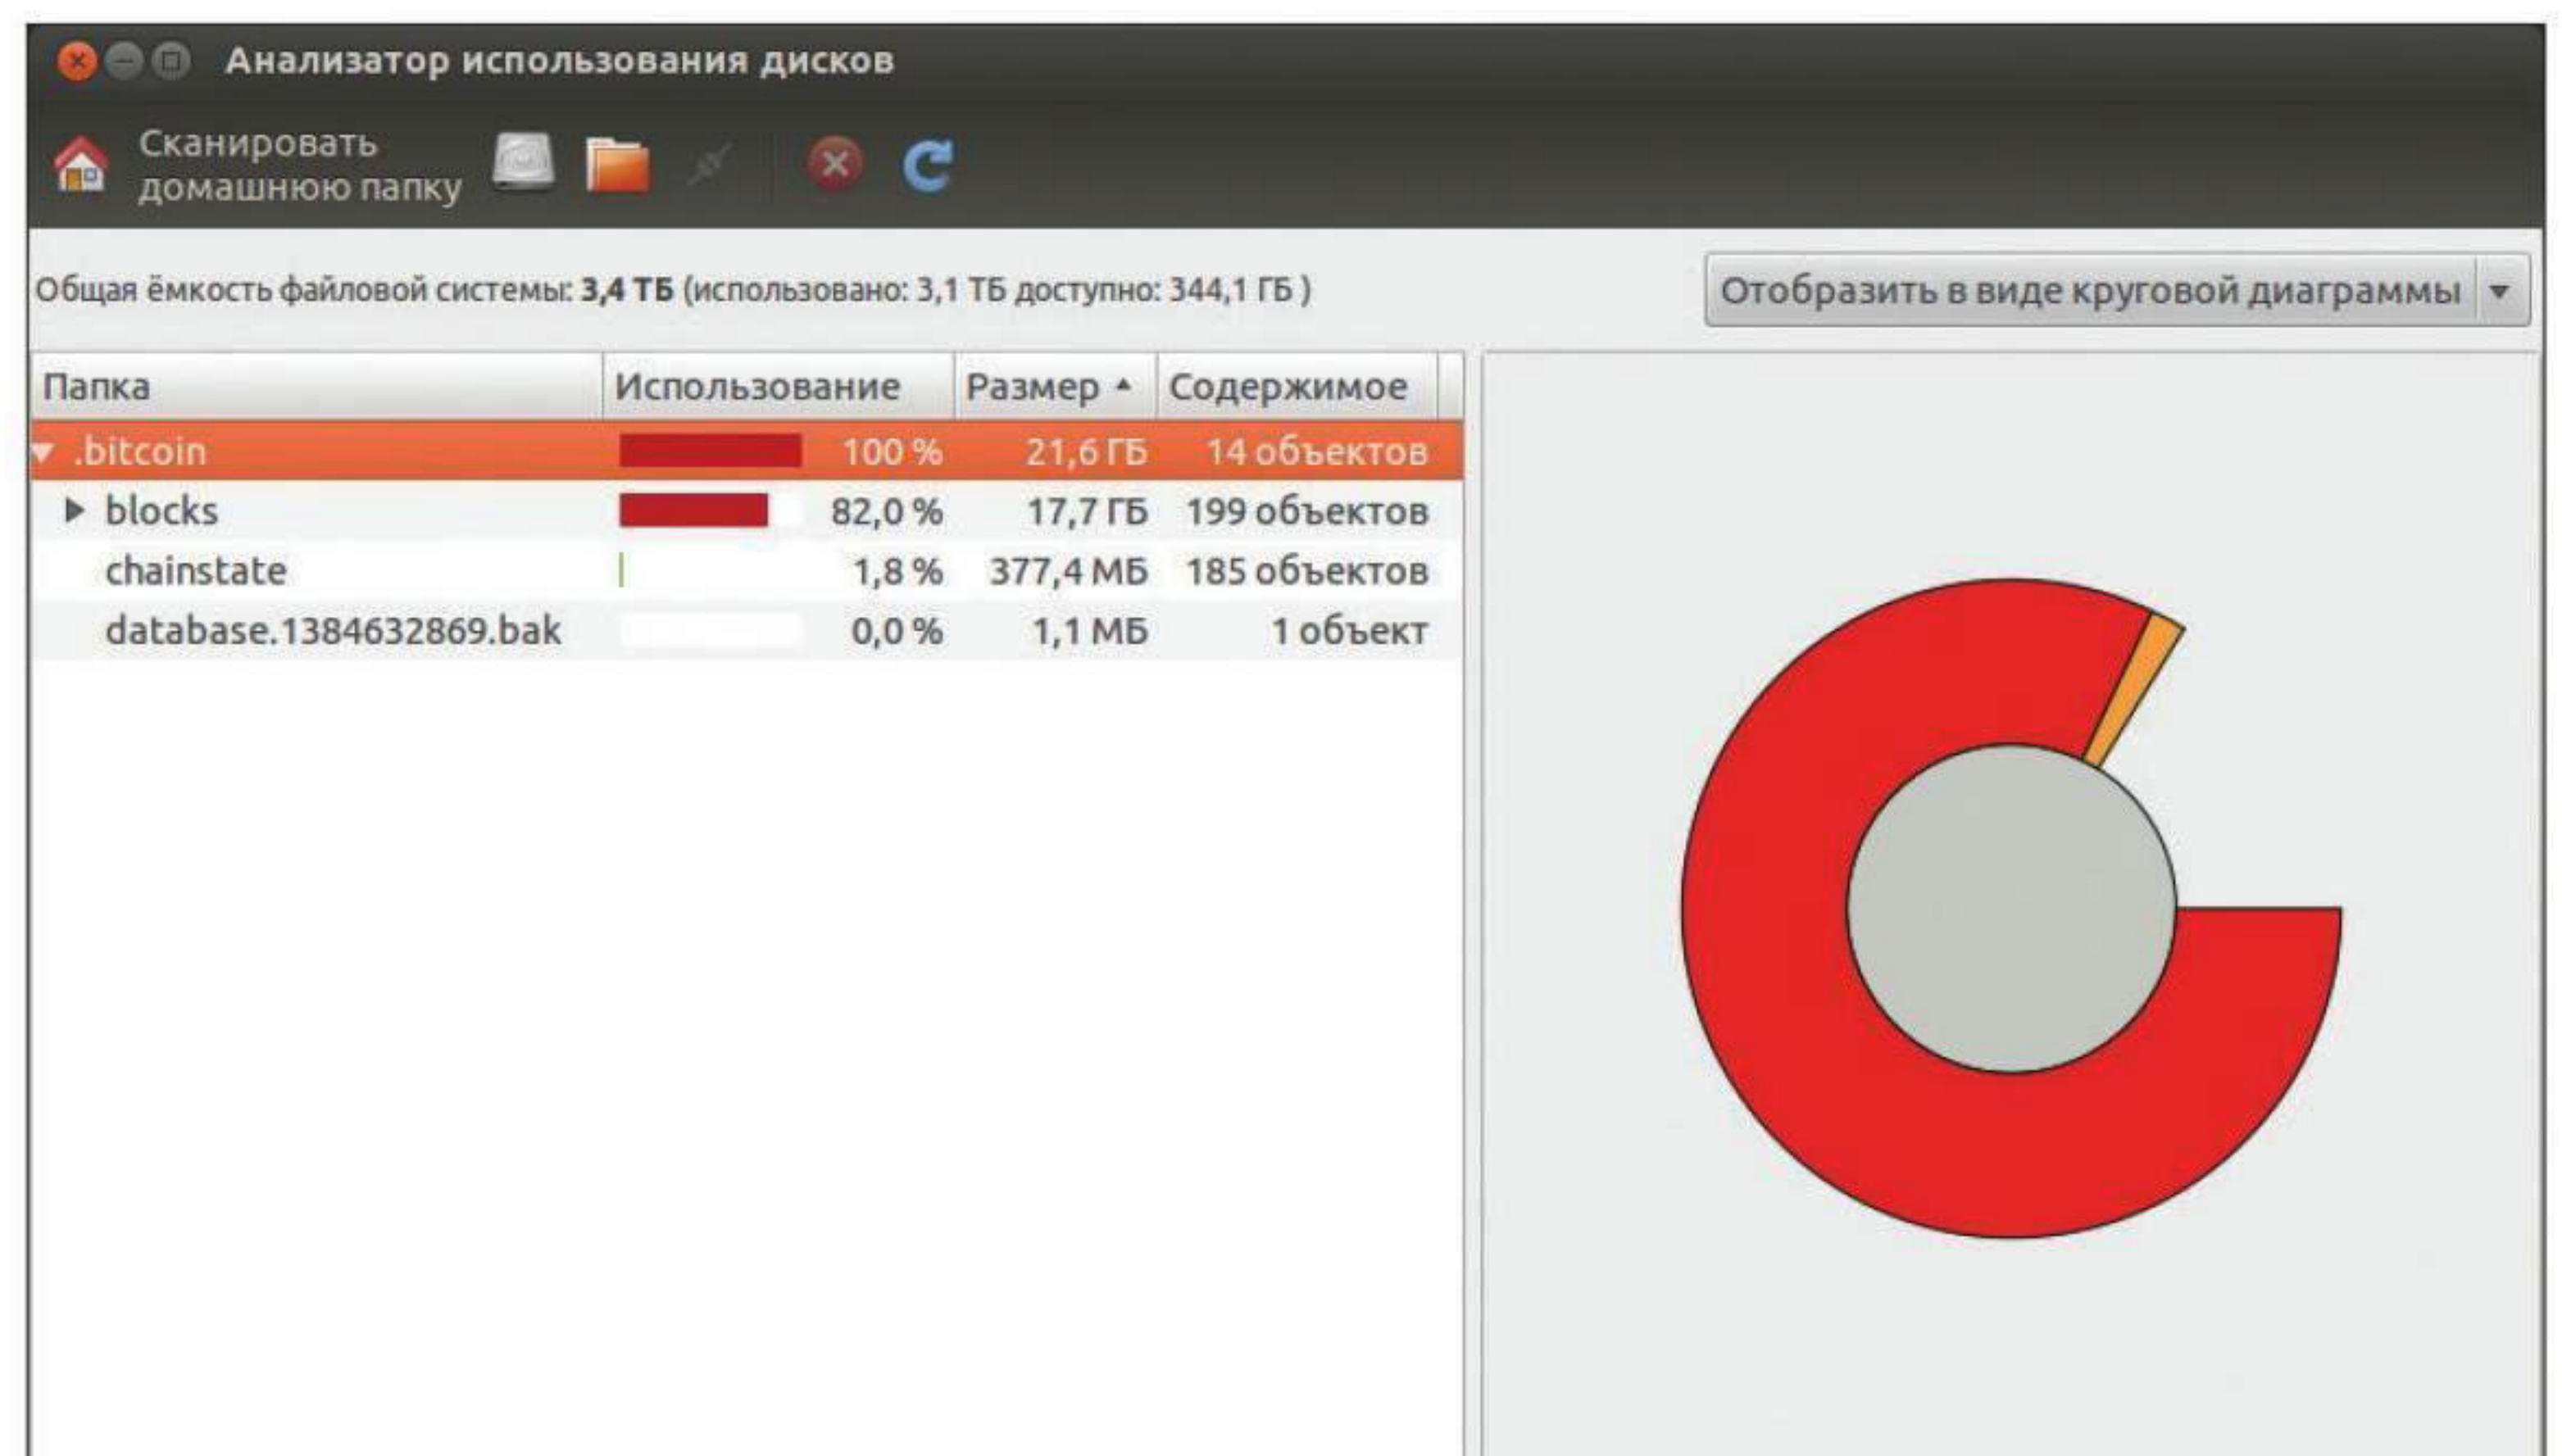 Анализатор использования дисков
Сканировать
домашнюю папку
Общая ёмкость файловой системы: 3,4 ТБ (использовано: 3,1 ТБ доступно: 344,1 ГБ )
Отобразить в виде круговой диаграммы
Папка Использование Размер Содержимое
.bitcoin 100 % 21,6 ГБ 14 объектов
blocks 82,0 % 17,7 ГБ 199 объектов
chainstate 1,8 % 377,4 МБ 185 объектов
database.1384632869.bak 0,0 % 1,1 МБ 1 объект